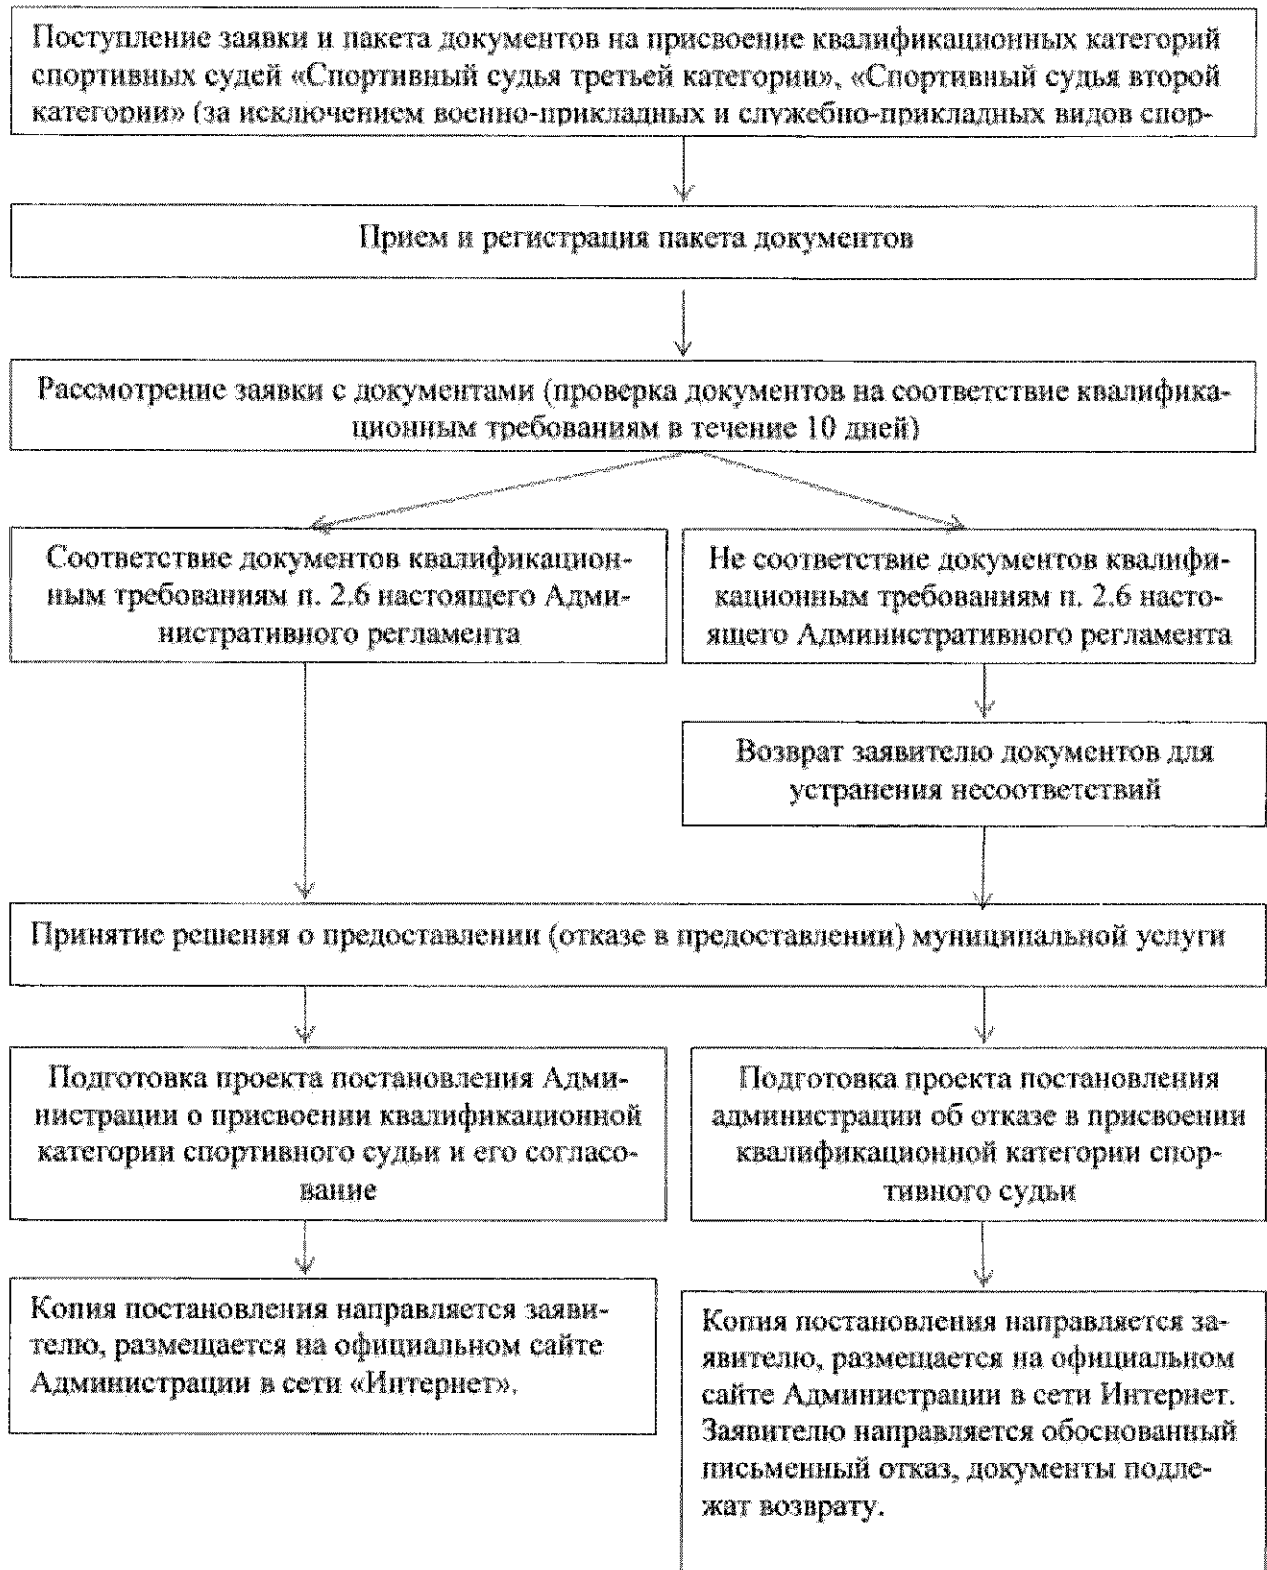 Поступление заявки и пакета документов на присвоение квалификационных категорий
спортивных судей «Спортивный судья третьей категории», «Спортивный судья второй
категории» (за исключением военно-прикладных и служебно-прикладных видов спор-
Прием и регистрация пакета документов
Рассмотрение заявки с документами (проверка документов на соответствие квалифика-
ционным требованиям в течение 10 дней)
Соответствие документов квалификацион-
ным требованиям п. 2.6 настоящего Адми-
нистративного регламента
Не соответствие документов квалифи-
кационным требованиям п. 2.6 насто-
ящего Административного регламента
Возврат заявителю документов для
устранения несоответствий
Принятие решения о предоставлении (отказе в предоставлении) муниципальной услуги
Подготовка проекта постановления Адми-
нистрации о присвоении квалификационной
категории спортивного судьи и его согласо-
вание
Подготовка проекта постановления
администрации об отказе в присвоении
квалификационной категории спор-
тивного судьи
Копия постановления направляется заяви-
телю, размещается на официальном сайте
Администрации в сети «Интернет».
Копия постановления направляется за-
явителю, размещается на официальном
сайте Администрации в сети Интернет.
Заявителю направляется обоснованный
письменный отказ, документы подле-
жат возврату.